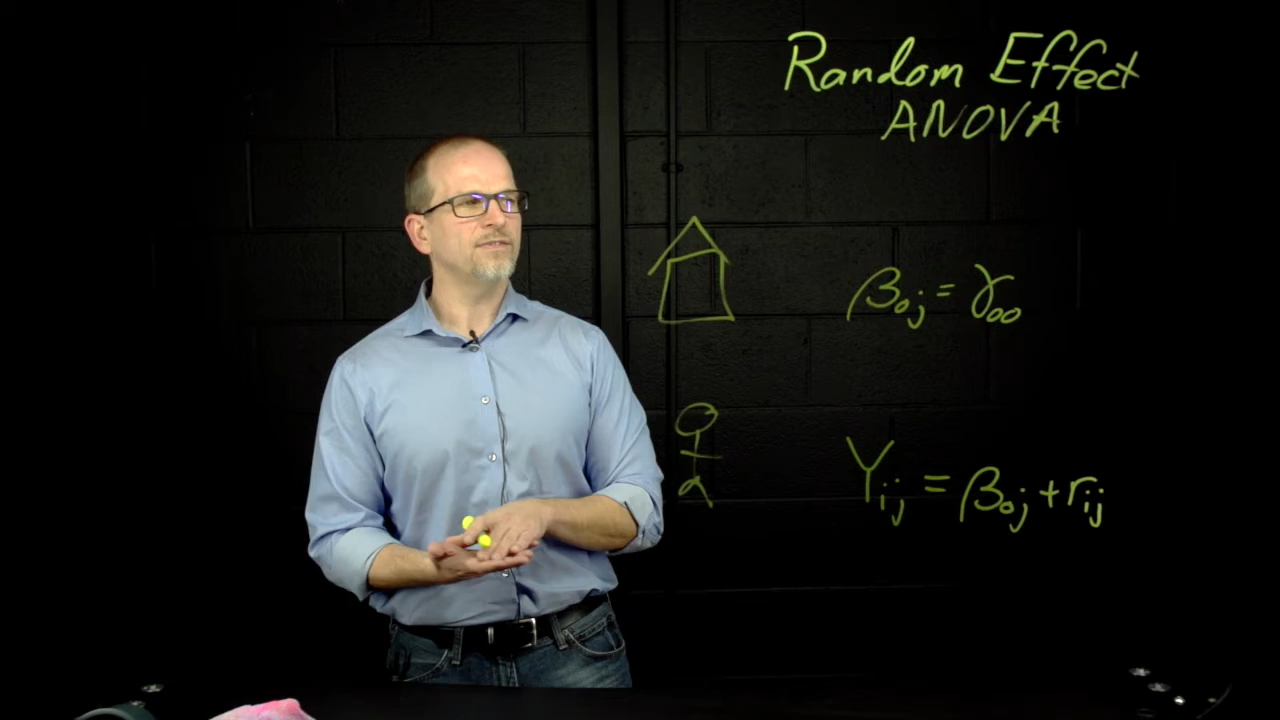 Random Effect
ANOVA
β₀ⱼ = γ₀₀
Yᵢⱼ = β₀ⱼ + rᵢⱼ